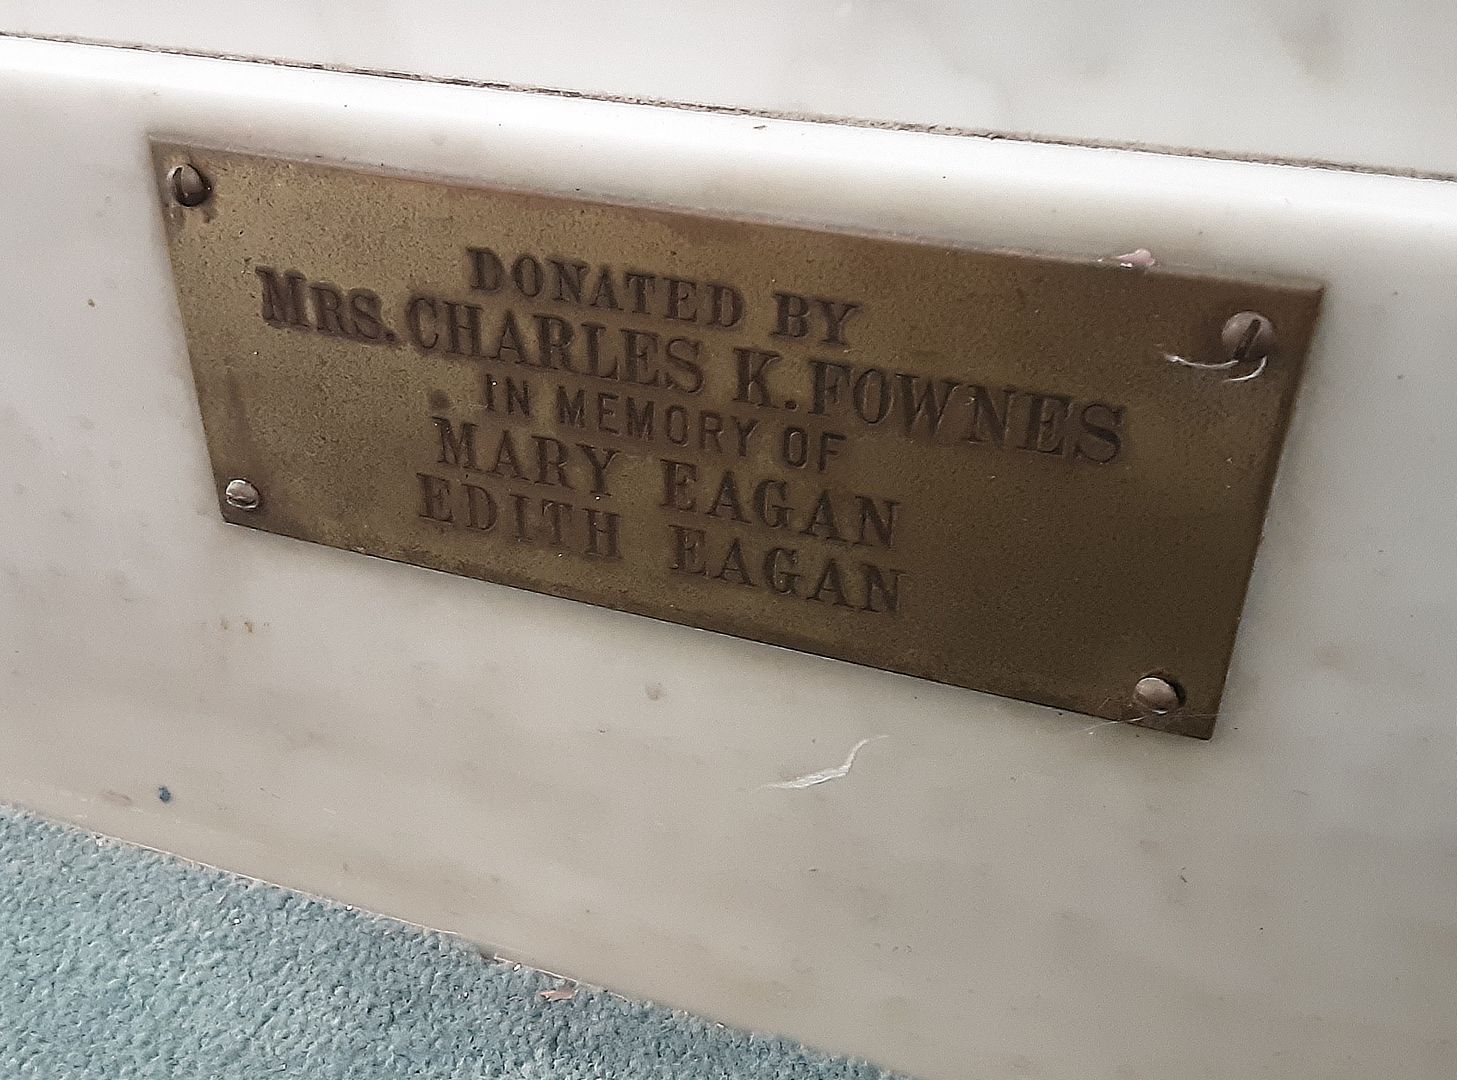 DONATED BY
MRS. CHARLES K. FOWNES
IN MEMORY OF
MARY EAGAN
EDITH EAGAN